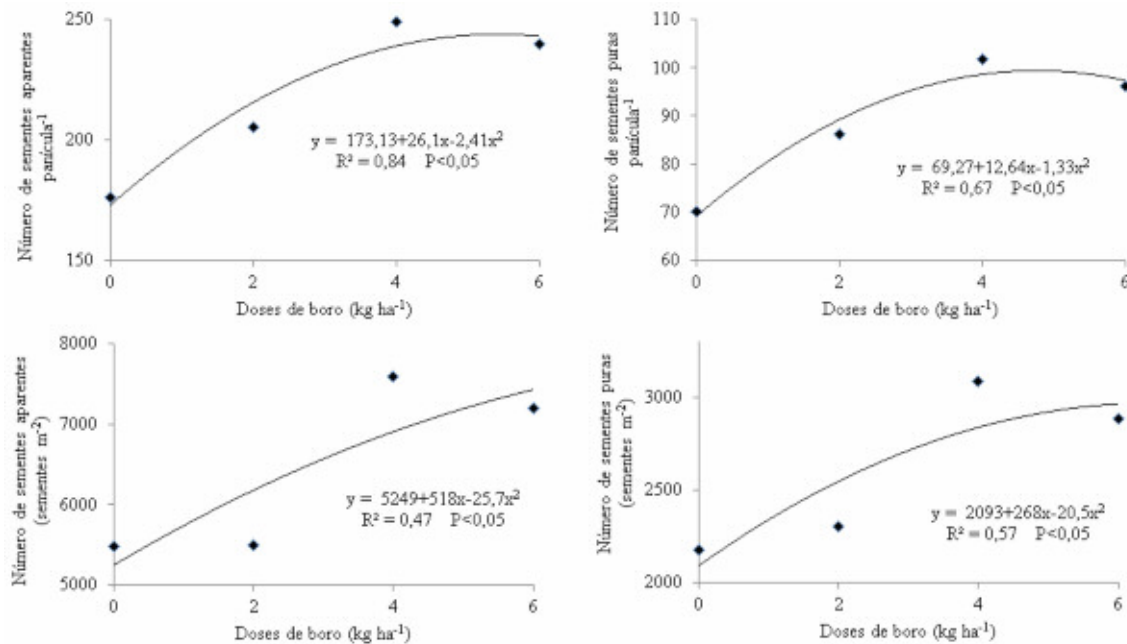 Número de sementes aparentes
panícula⁻¹
250
200
150
0
2
4
6
y = 173,13+26,1x-2,41x²
R² = 0,84 P<0,05
Doses de boro (kg ha⁻¹)
Número de sementes puras
panícula⁻¹
110
100
90
80
70
60
0
2
4
6
y = 69,27+12,64x-1,33x²
R² = 0,67 P<0,05
Doses de boro (kg ha⁻¹)
Número de sementes aparentes
(sementes m⁻²)
8000
7000
6000
5000
0
2
4
6
y = 5249+518x-25,7x²
R² = 0,47 P<0,05
Doses de boro (kg ha⁻¹)
Número de sementes puras
(sementes m⁻²)
3000
2500
2000
0
2
4
6
y = 2093+268x-20,5x²
R² = 0,57 P<0,05
Doses de boro (kg ha⁻¹)